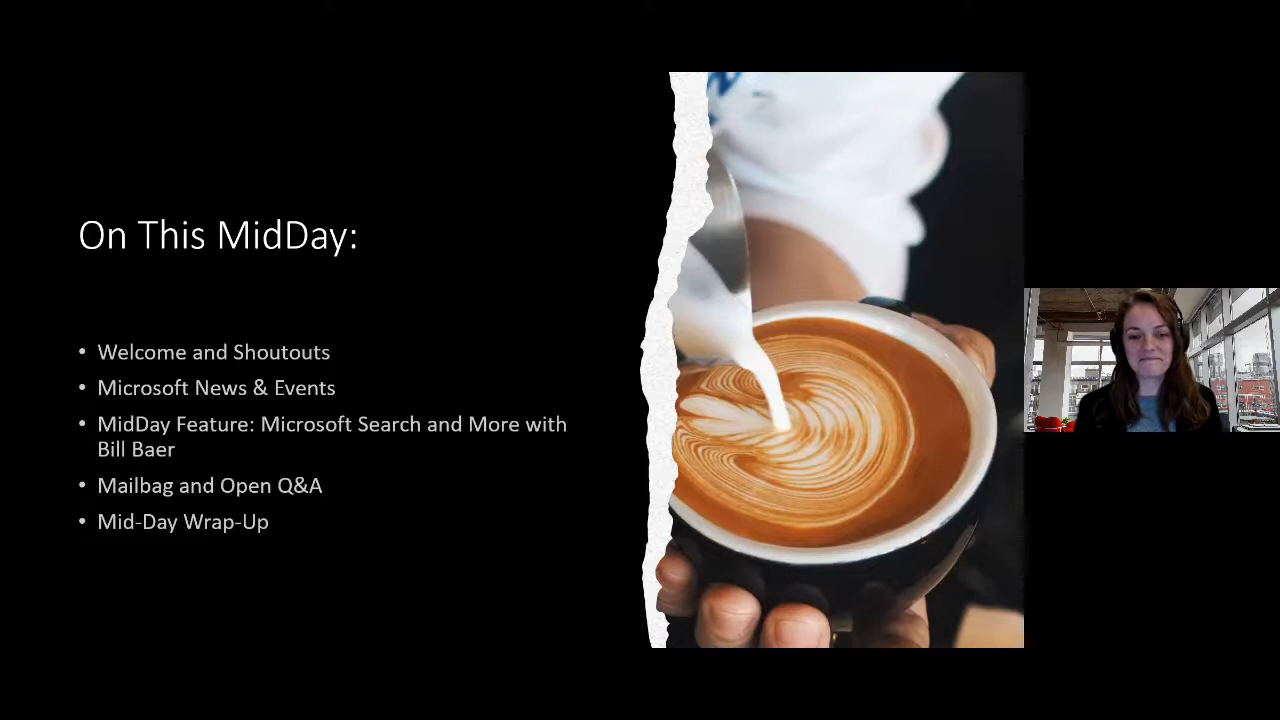 On This MidDay:
• Welcome and Shoutouts
• Microsoft News & Events
• MidDay Feature: Microsoft Search and More with
Bill Baer
• Mailbag and Open Q&A
• Mid-Day Wrap-Up